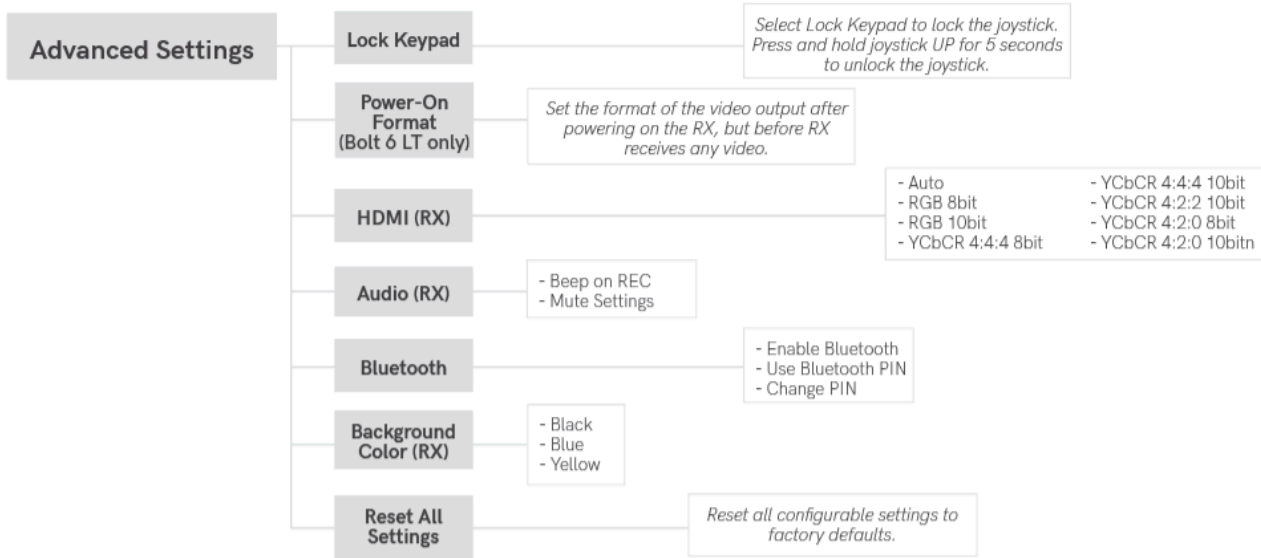 Advanced Settings
Lock Keypad
Select Lock Keypad to lock the joystick.
Press and hold joystick UP for 5 seconds
to unlock the joystick.
Power-On
Format
(Bolt 6 LT only)
Set the format of the video output after
powering on the RX, but before RX
receives any video.
HDMI (RX)
- Auto
- RGB 8bit
- RGB 10bit
- YCbCR 4:4:4 8bit
- YCbCR 4:4:4 10bit
- YCbCR 4:2:2 10bit
- YCbCR 4:2:0 8bit
- YCbCR 4:2:0 10bitn
Audio (RX)
- Beep on REC
- Mute Settings
Bluetooth
- Enable Bluetooth
- Use Bluetooth PIN
- Change PIN
Background
Color (RX)
- Black
- Blue
- Yellow
Reset All
Settings
Reset all configurable settings to
factory defaults.